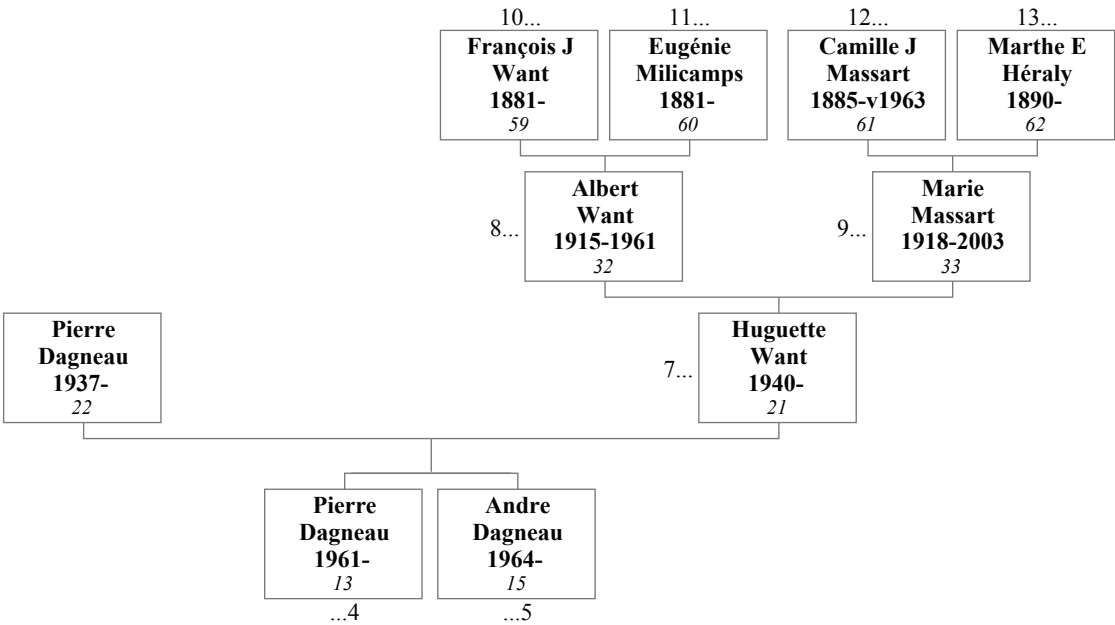 10...
11...
12...
13...
François J
Want
1881-
59
Eugénie
Milicamps
1881-
60
Camille J
Massart
1885-v1963
61
Marthe E
Héraly
1890-
62
8...
Albert
Want
1915-1961
32
9...
Marie
Massart
1918-2003
33
Pierre
Dagneau
1937-
22
7...
Huguette
Want
1940-
21
Pierre
Dagneau
1961-
13
...4
Andre
Dagneau
1964-
15
...5